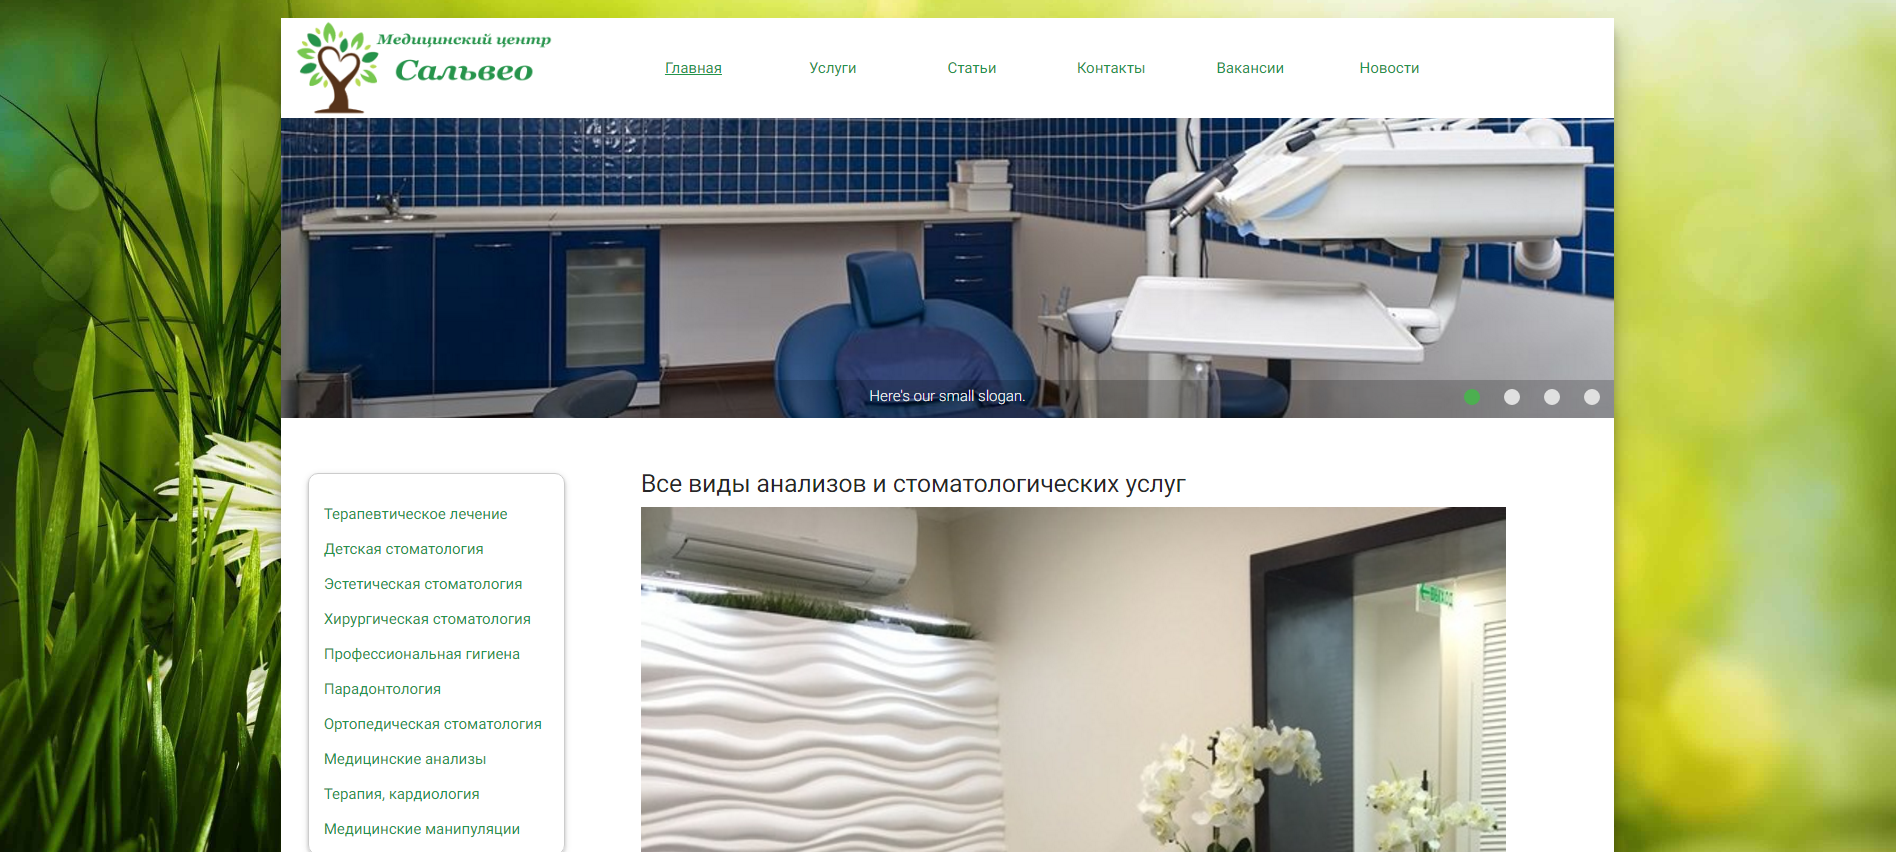 Медицинский центр
Сальвео
Главная Услуги Статьи Контакты Вакансии Новости
Here's our small slogan.
Все виды анализов и стоматологических услуг
Терапевтическое лечение
Детская стоматология
Эстетическая стоматология
Хирургическая стоматология
Профессиональная гигиена
Парадонтология
Ортопедическая стоматология
Медицинские анализы
Терапия, кардиология
Медицинские манипуляции